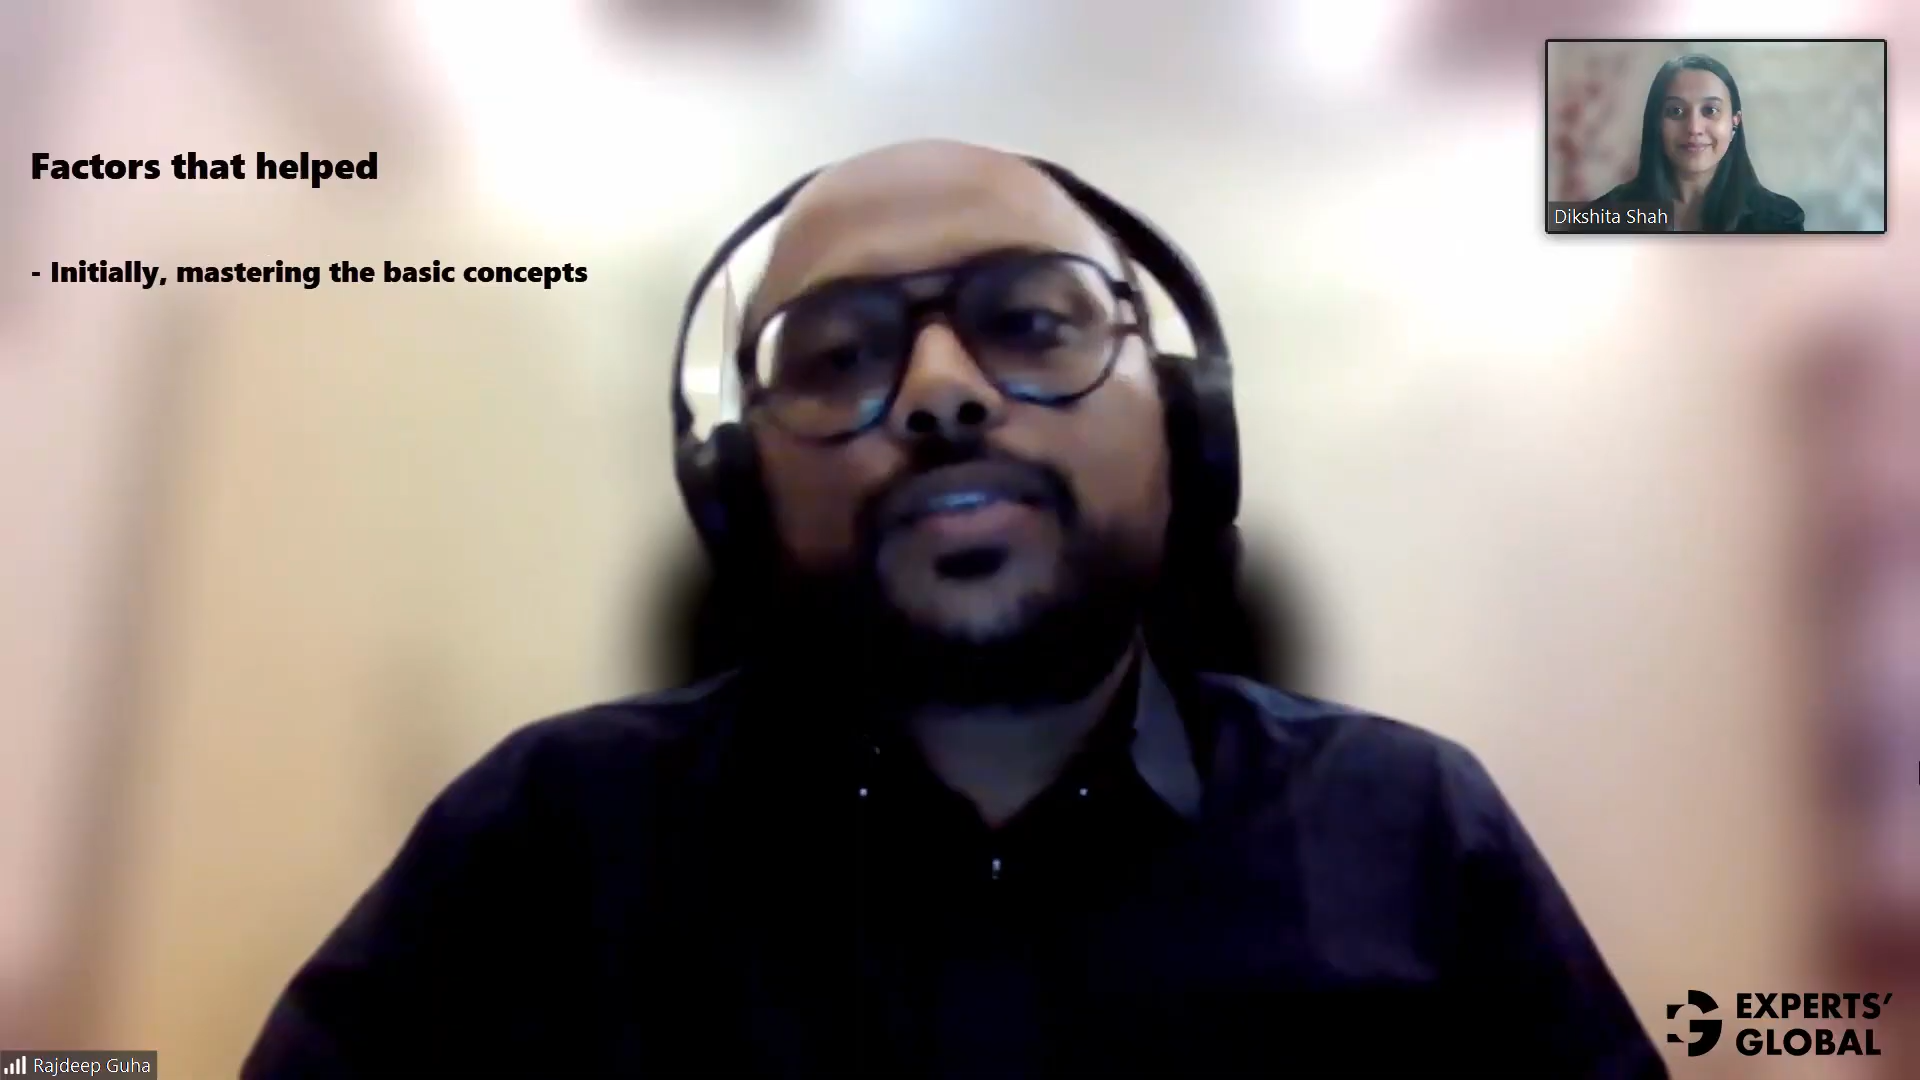 Factors that helped
- Initially, mastering the basic concepts
Dikshita Shah
EXPERTS’
GLOBAL
Rajdeep Guha